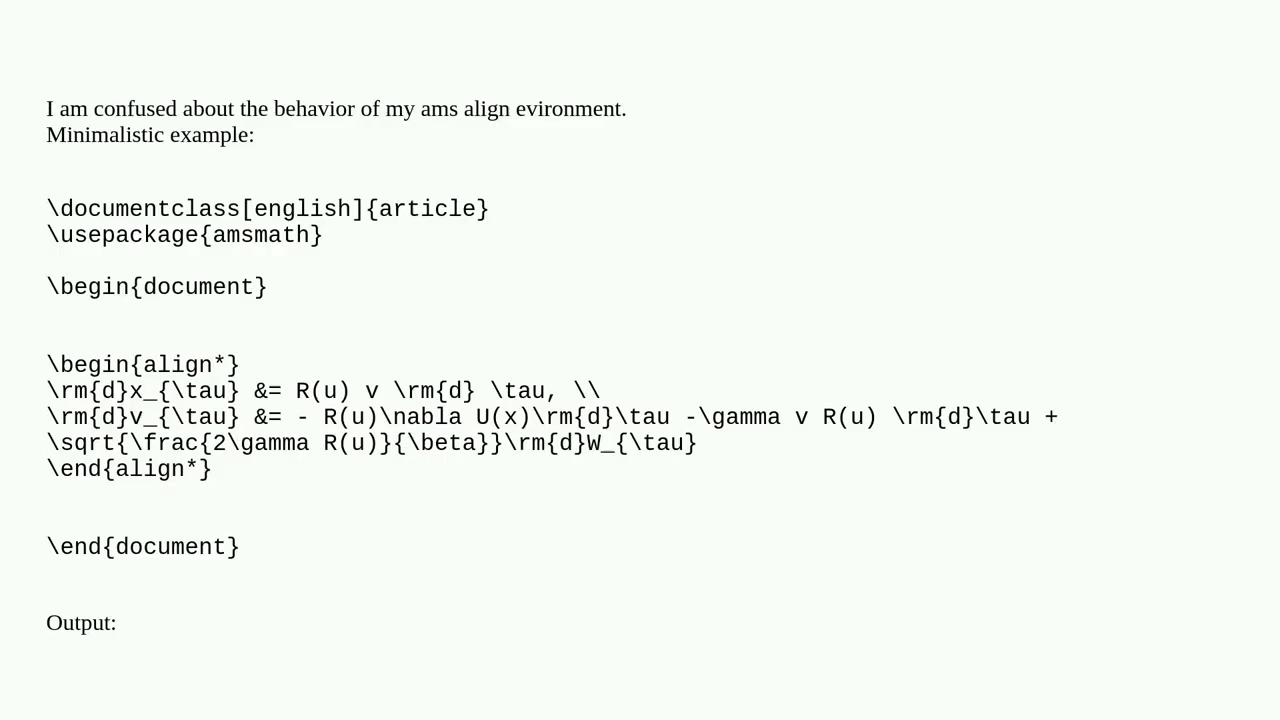 I am confused about the behavior of my ams align evironment.
Minimalistic example:
\documentclass[english]{article}
\usepackage{amsmath}
\begin{document}
\begin{align*}
\rm{d}x_{\tau} &= R(u) v \rm{d} \tau, \\
\rm{d}v_{\tau} &= - R(u)\nabla U(x)\rm{d}\tau -\gamma v R(u) \rm{d}\tau +
\sqrt{\frac{2\gamma R(u)}{\beta}}\rm{d}W_{\tau}
\end{align*}
\end{document}
Output: